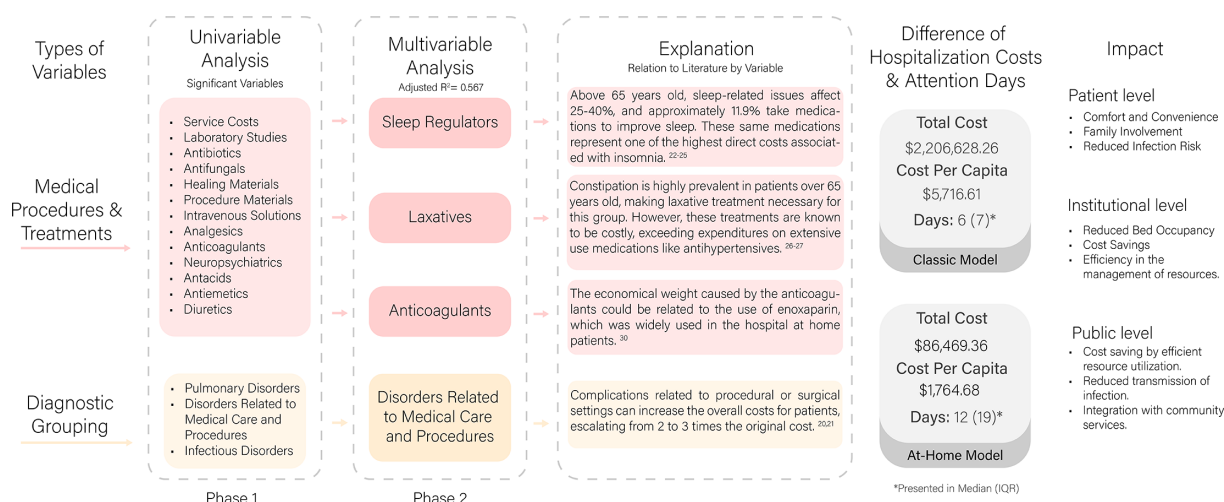 Types of
Variables
Medical
Procedures &
Treatments
Diagnostic
Grouping
Univariable
Analysis
Significant Variables
• Service Costs
• Laboratory Studies
• Antibiotics
• Antifungals
• Healing Materials
• Procedure Materials
• Intravenous Solutions
• Analgesics
• Anticoagulants
• Neuropsychiatrics
• Antacids
• Antiemetics
• Diuretics
• Pulmonary Disorders
• Disorders Related to
Medical Care and
Procedures
• Infectious Disorders
Phase 1
Multivariable
Analysis
Adjusted R²= 0.567
Sleep Regulators
Laxatives
Anticoagulants
Disorders Related
to Medical Care
and Procedures
Phase 2
Explanation
Relation to Literature by Variable
Above 65 years old, sleep-related issues affect
25-40%, and approximately 11.9% take medica-
tions to improve sleep. These same medications
represent one of the highest direct costs associat-
ed with insomnia. 22-25
Constipation is highly prevalent in patients over 65
years old, making laxative treatment necessary for
this group. However, these treatments are known
to be costly, exceeding expenditures on extensive
use medications like antihypertensives. 26-27
The economical weight caused by the anticoagu-
lants could be related to the use of enoxaparin,
which was widely used in the hospital at home
patients. 30
Complications related to procedural or surgical
settings can increase the overall costs for patients,
escalating from 2 to 3 times the original cost. 20,21
Difference of
Hospitalization Costs
& Attention Days
Total Cost
$2,206,628.26
Cost Per Capita
$5,716.61
Days: 6 (7)*
Classic Model
Total Cost
$86,469.36
Cost Per Capita
$1,764.68
Days: 12 (19)*
At-Home Model
*Presented in Median (IQR)
Impact
Patient level
• Comfort and Convenience
• Family Involvement
• Reduced Infection Risk
Institutional level
• Reduced Bed Occupancy
• Cost Savings
• Efficiency in the
management of resources.
Public level
• Cost saving by efficient
resource utilization.
• Reduced transmission of
infection.
• Integration with community
services.